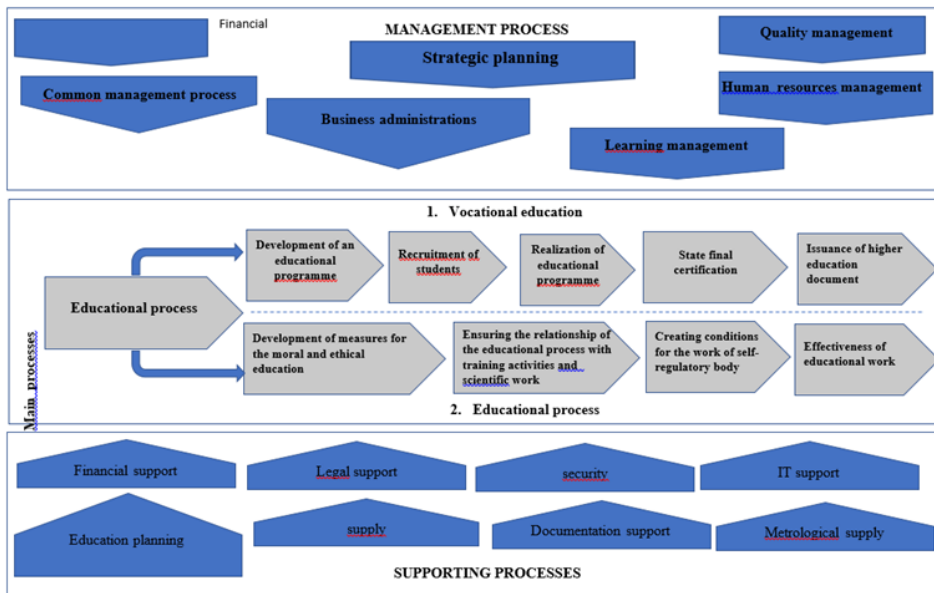 Financial
MANAGEMENT PROCESS
Quality management
Strategic planning
Common management process
Human resources management
Business administrations
Learning management
1. Vocational education
Development of an
educational
programme
Recruitment of
students
Realization of
educational
programme
State final
certification
Issuance of higher
education
document
Educational process
Main processes
Development of measures for
the moral and ethical
education
Ensuring the relationship of
the educational process with
training activities and
scientific work
Creating conditions
for the work of self-
regulatory body
Effectiveness of
educational work
2. Educational process
Financial support
Legal support
security
IT support
Education planning
supply
Documentation support
Metrological supply
SUPPORTING PROCESSES